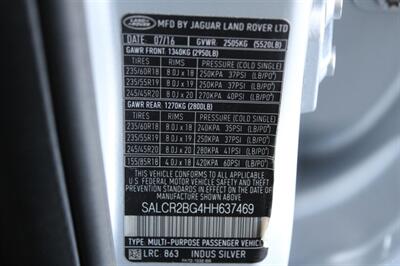 LAND ROVER MFD BY JAGUAR LAND ROVER LTD
DATE: 07/16 GVWR 2505KG (5520LB)
GAWR FRONT: 1340KG (2950LB)
TIRES RIMS PRESSURE (COLD SINGLE)
235/60R18 8.0J x 18 250KPA 37PSI (LB/PO²)
235/55R19 8.0J x 19 250KPA 37PSI (LB/PO²)
245/45R20 8.0J x 20 270KPA 40PSI (LB/PO²)
GAWR REAR: 1270KG (2800LB)
TIRES RIMS PRESSURE (COLD SINGLE)
235/60R18 8.0J x 18 240KPA 35PSI (LB/PO²)
235/55R19 8.0J x 19 250KPA 37PSI (LB/PO²)
245/45R20 8.0J x 20 280KPA 41PSI (LB/PO²)
155/85R18 4.0J x 18 420KPA 60PSI (LB/PO²)
THIS VEHICLE CONFORMS TO ALL APPLICABLE
U.S. FEDERAL MOTOR VEHICLE SAFETY
STANDARDS IN EFFECT ON THE DATE OF
MANUFACTURE SHOWN ABOVE
SALCR2BG4HH637469
TYPE: MULTI-PURPOSE PASSENGER VEHICLE
LRC 863 INDUS SILVER